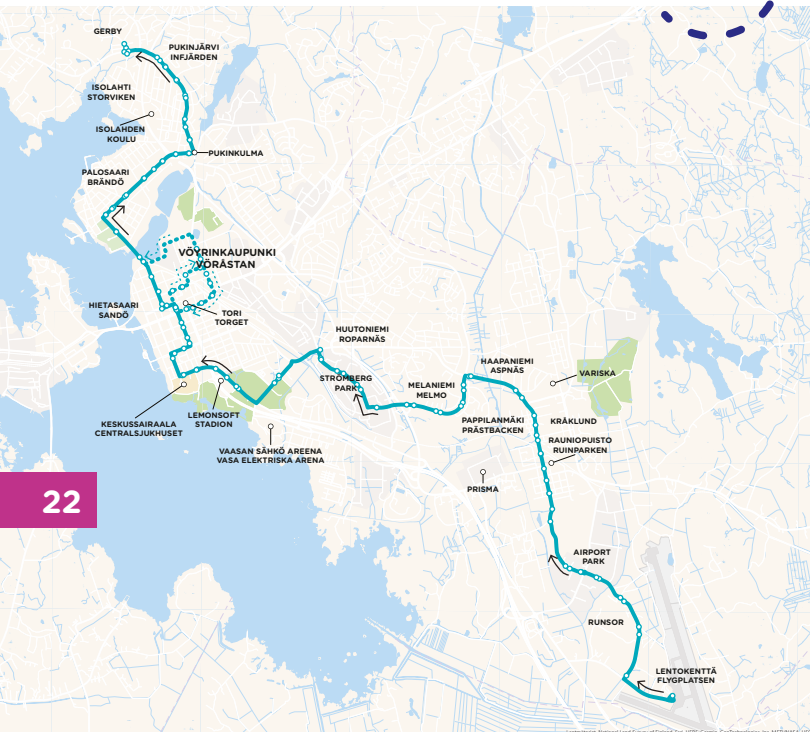 GERBY
PUKINJÄRVI
INFJÄRDEN
ISOLAHTI
STORVIKEN
ISOLAHDEN
KOULU
PUKINKULMA
PALOSAARI
BRÄNDÖ
VÖYRINKAUPUNKI
VÖRÅSTAN
HIETASAARI
SANDÖ
TORI
TORGET
HUUTONIEMI
ROPARNÄS
STRÖMBERG
PARK
HAAPANIEMI
ASPNÄS
VARISKA
MELANIEMI
MELMO
KESKUSSAIRAALA
CENTRALSJUKHUSET
LEMONSOFT
STADION
PAPPILANMÄKI
PRÄSTBACKEN
KRÅKLUND
RAUNIOPUISTO
RUINPARKEN
VAASAN SÄHKÖ AREENA
VASA ELEKTRISKA ARENA
PRISMA
22
AIRPORT
PARK
RUNSOR
LENTOKENTTÄ
FLYGPLATSEN